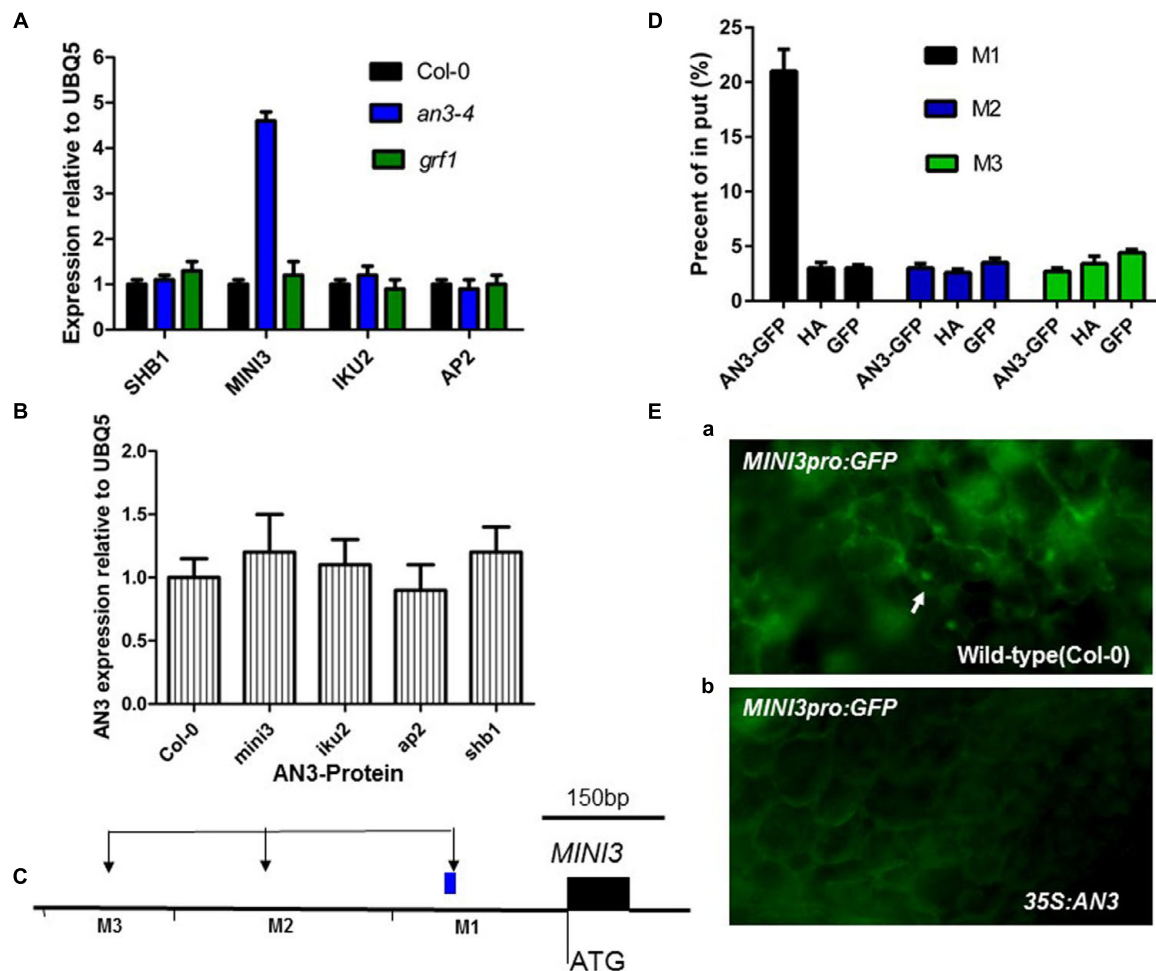 A
Expression relative to UBQ5
6
5
4
3
2
1
0
Col-0
an3-4
grf1
SHB1
MINI3
IKU2
AP2
B
AN3 expression relative to UBQ5
2.0
1.5
1.0
0.5
0.0
Col-0
mini3
iku2
ap2
shb1
AN3-Protein
C
150bp
MINI3
M3
M2
M1
ATG
D
Precent of in put (%)
25
20
15
10
5
0
M1
M2
M3
AN3-GFP
HA
GFP
AN3-GFP
HA
GFP
AN3-GFP
HA
GFP
E
a
MINI3pro:GFP
Wild-type(Col-0)
b
MINI3pro:GFP
35S:AN3